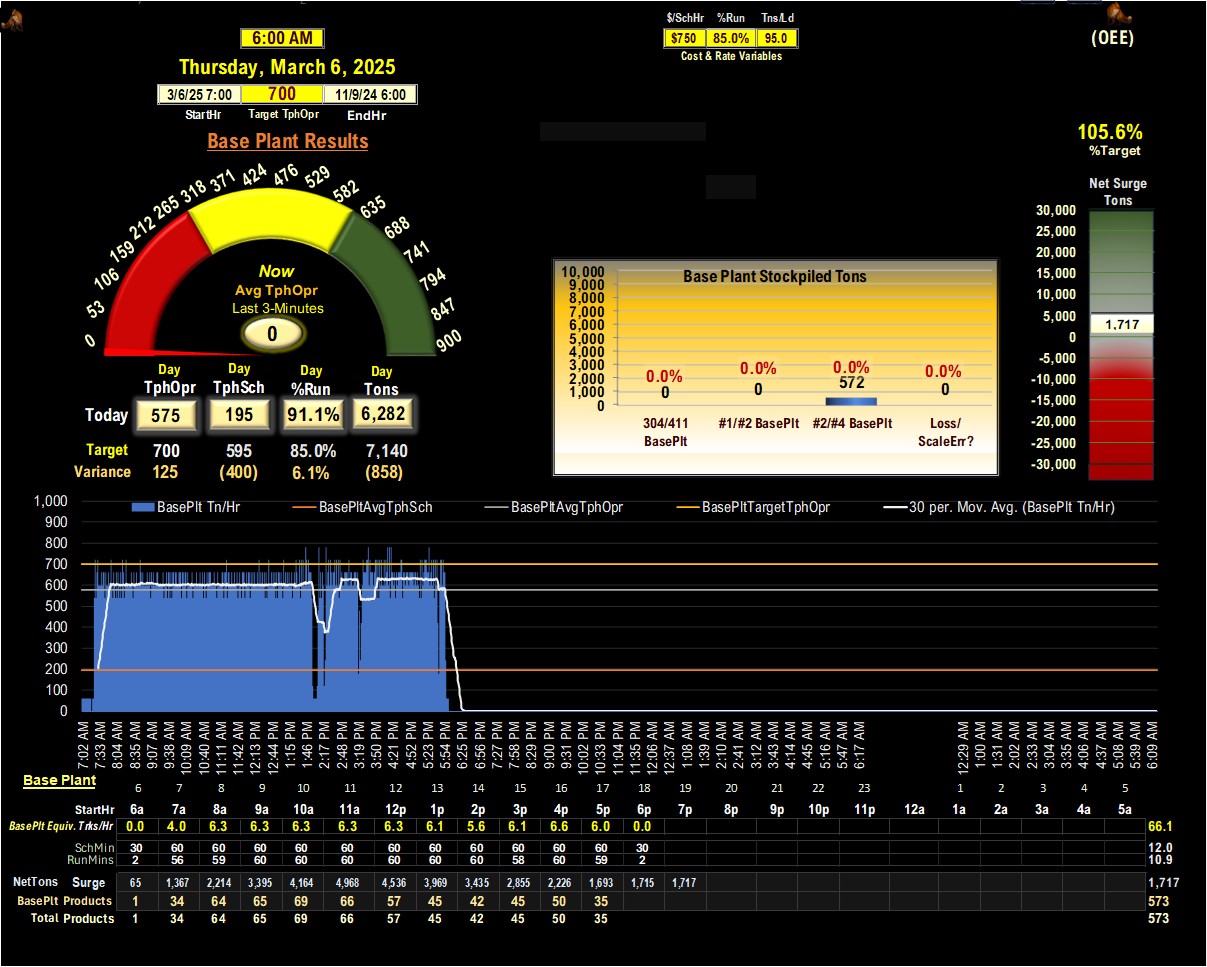 $/SchHr %Run Tns/Ld
6:00 AM
$750 85.0% 95.0
(OEE)
Cost & Rate Variables
Thursday, March 6, 2025
3/6/25 7:00 700 11/9/24 6:00
StartHr Target TphOpr EndHr
Base Plant Results
105.6%
%Target
Net Surge
Tons
0 53 106 159 212 265 318 371 424 476 529 582 635 688 741 794 847 900
Now
Avg TphOpr
Last 3-Minutes
0
30,000
25,000
20,000
15,000
10,000
5,000
0
-5,000
-10,000
-15,000
-20,000
-25,000
-30,000
1,717
Base Plant Stockpiled Tons
10,000
9,000
8,000
7,000
6,000
5,000
4,000
3,000
2,000
1,000
0
0.0% 0.0% 0.0% 0.0%
0 0 572 0
304/411 #1/#2 BasePlt #2/#4 BasePlt Loss/
BasePlt ScaleErr?
Day Day Day Day
TphOpr TphSch %Run Tons
Today 575 195 91.1% 6,282
Target 700 595 85.0% 7,140
Variance 125 (400) 6.1% (858)
BasePlt Tn/Hr BasePltAvgTphSch BasePltAvgTphOpr BasePltTargetTphOpr 30 per. Mov. Avg. (BasePlt Tn/Hr)
1,000
900
800
700
600
500
400
300
200
100
0
7:02 AM 7:33 AM 8:04 AM 8:35 AM 9:07 AM 9:38 AM 10:09 AM 10:40 AM 11:11 AM 11:42 AM 12:13 PM 12:44 PM 1:15 PM 1:46 PM 2:17 PM 2:48 PM 3:19 PM 3:50 PM 4:21 PM 4:52 PM 5:23 PM 5:54 PM 6:25 PM 6:56 PM 7:27 PM 7:58 PM 8:29 PM 9:00 PM 9:31 PM 10:02 PM 10:33 PM 11:04 PM 11:35 PM 12:06 AM 12:37 AM 1:08 AM 1:39 AM 2:10 AM 2:41 AM 3:12 AM 3:43 AM 4:14 AM 4:45 AM 5:16 AM 5:47 AM 6:17 AM 12:29 AM 1:00 AM 1:31 AM 2:02 AM 2:33 AM 3:04 AM 3:35 AM 4:06 AM 4:37 AM 5:08 AM 5:39 AM 6:09 AM
Base Plant
6 7 8 9 10 11 12 13 14 15 16 17 18 19 20 21 22 23 1 2 3 4 5
StartHr 6a 7a 8a 9a 10a 11a 12p 1p 2p 3p 4p 5p 6p 7p 8p 9p 10p 11p 12a 1a 2a 3a 4a 5a
BasePlt Equiv. Trks/Hr 0.0 4.0 6.3 6.3 6.3 6.3 6.3 6.1 5.6 6.1 6.6 6.0 0.0 66.1
SchMin 30 60 60 60 60 60 60 60 60 60 60 60 30 12.0
RunMins 2 56 59 60 60 60 60 60 60 58 60 59 2 10.9
NetTons Surge 65 1,367 2,214 3,395 4,164 4,968 4,536 3,969 3,435 2,855 2,226 1,693 1,715 1,717 1,717
BasePlt Products 1 34 64 65 69 66 57 45 42 45 50 35 573
Total Products 1 34 64 65 69 66 57 45 42 45 50 35 573